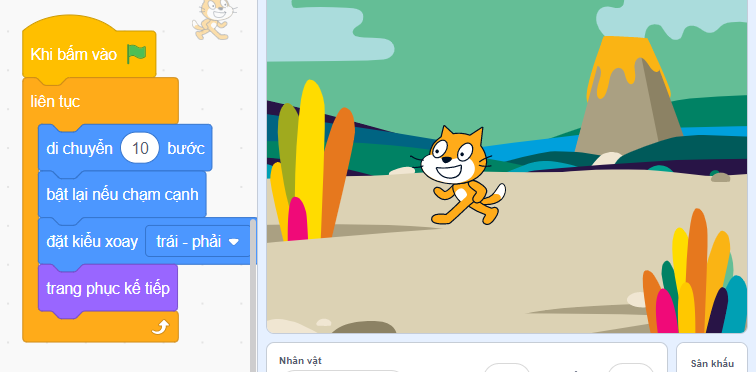 Khi bấm vào
liên tục
di chuyển 10 bước
bật lại nếu chạm cạnh
đặt kiểu xoay trái - phải
trang phục kế tiếp
Nhân vật
Sân khấu